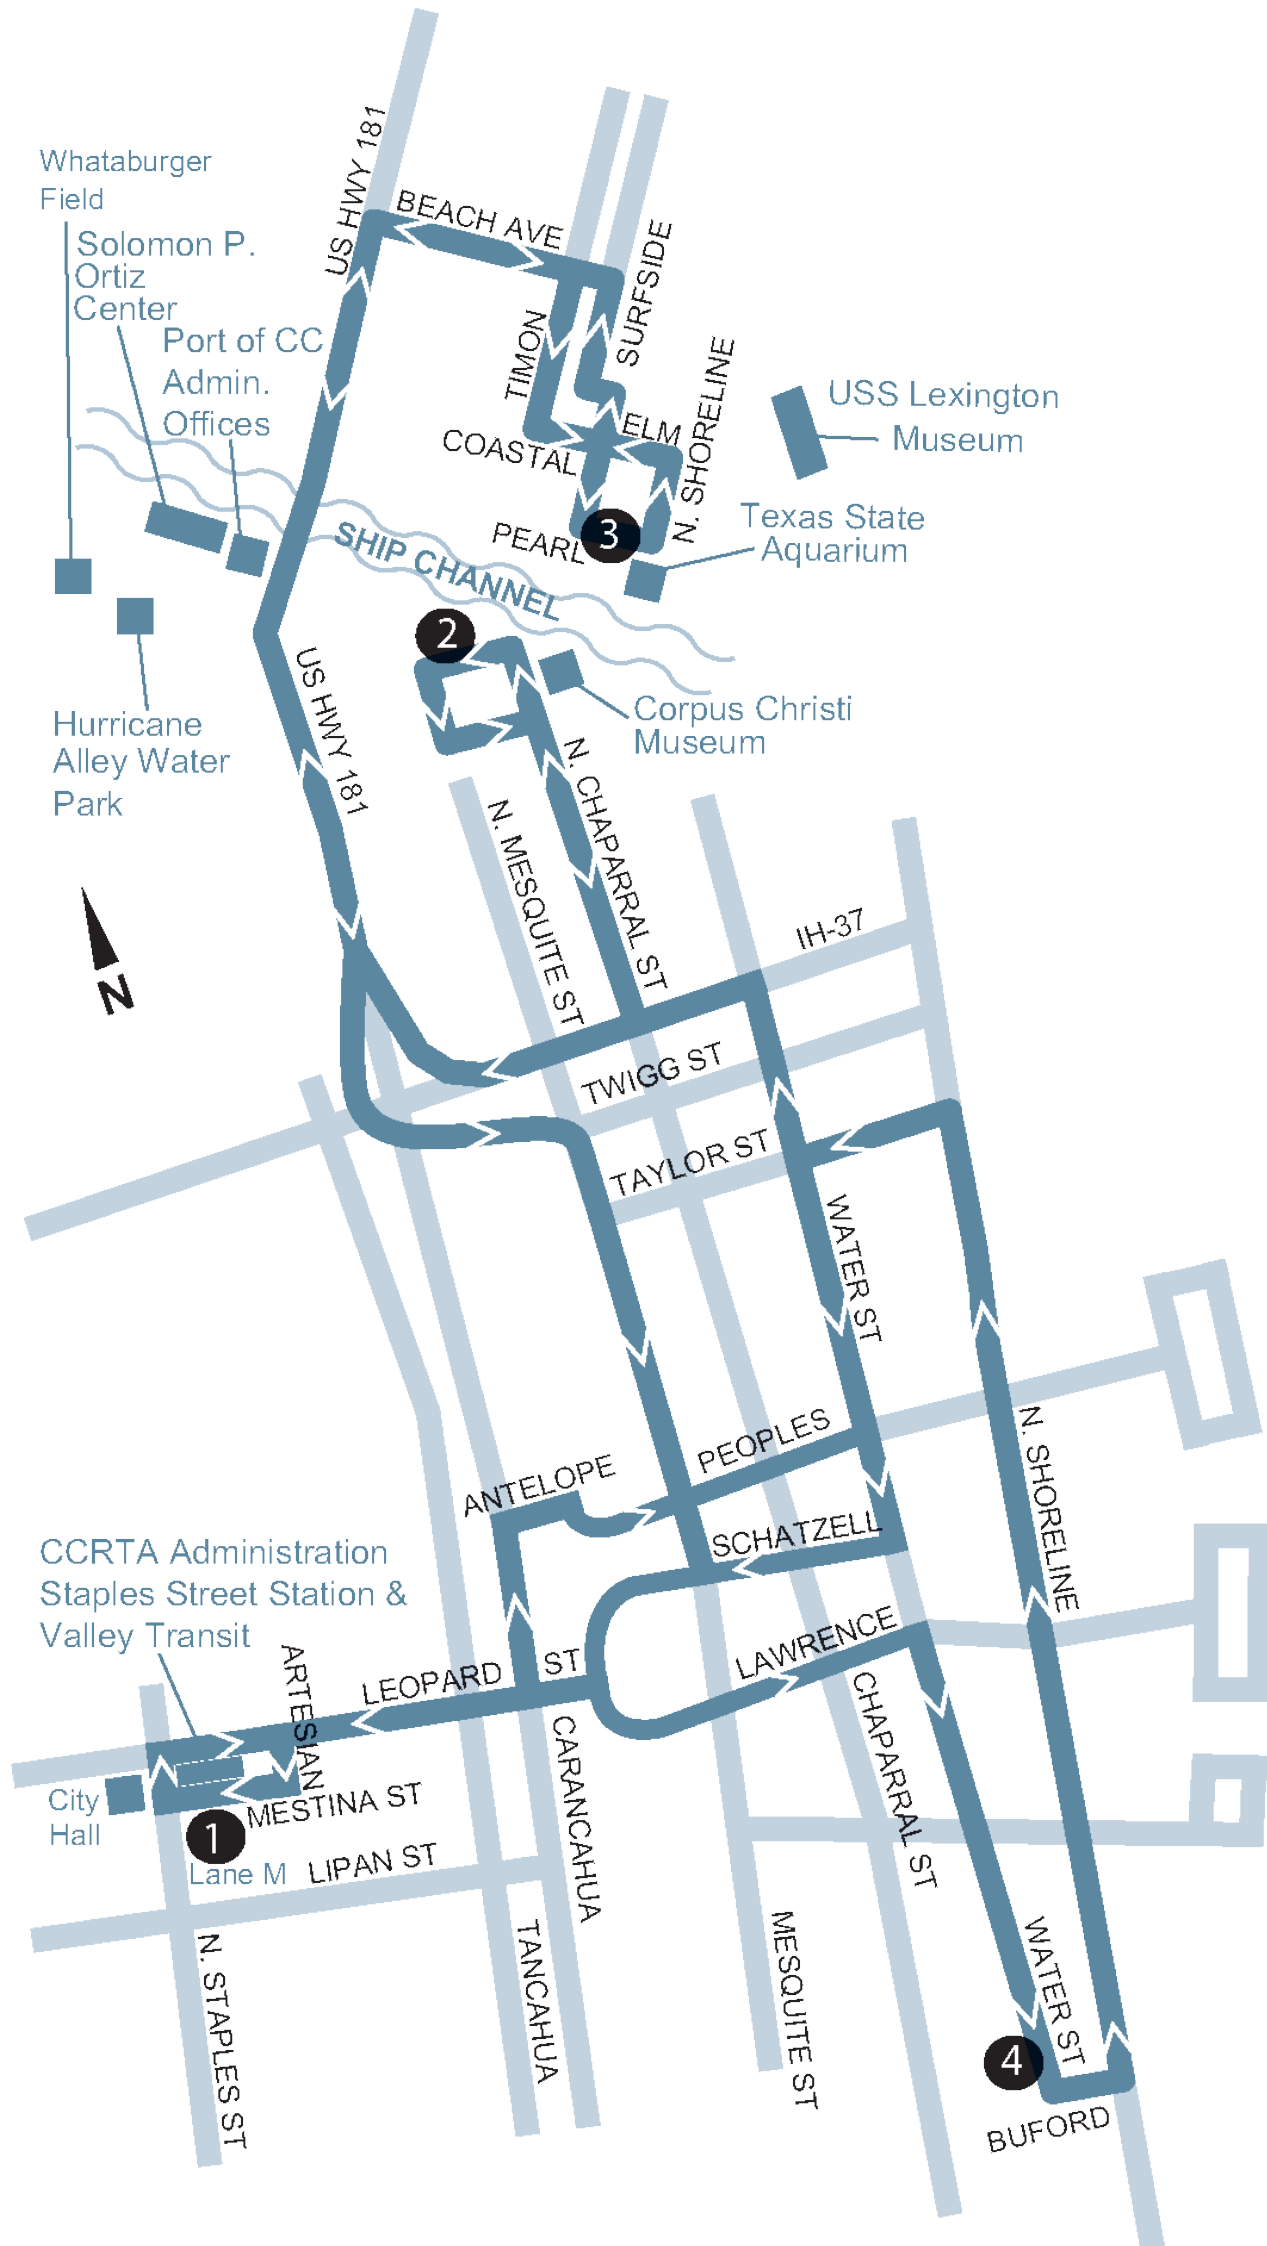 US HWY 181
Whataburger
Field
BEACH AVE
Solomon P.
Ortiz
Center
SURFSIDE
Port of CC
Admin.
Offices
TIMON
N. SHORELINE
USS Lexington
Museum
ELM
COASTAL
Texas State
Aquarium
PEARL
3
SHIP CHANNEL
2
US HWY 181
Corpus Christi
Museum
Hurricane
Alley Water
Park
N. CHAPARRAL ST
N. MESQUITE ST
IH-37
N
TWIGG ST
TAYLOR ST
WATER ST
PEOPLES
N. SHORELINE
ANTELOPE
SCHATZELL
CCRTA Administration
Staples Street Station &
Valley Transit
LAWRENCE
ARTESIAN
LEOPARD ST
CHAPARRAL ST
CARANCAHUA
City
Hall
MESTINA ST
1
Lane M
LIPAN ST
N. STAPLES ST
TANCAHUA
MESQUITE ST
WATER ST
4
BUFORD